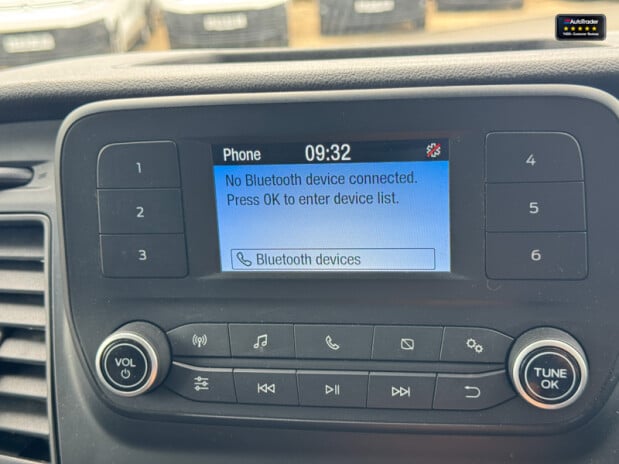 AutoTrader
Phone 09:32
No Bluetooth device connected.
Press OK to enter device list.
Bluetooth devices
1
2
3
4
5
6
VOL
TUNE
OK